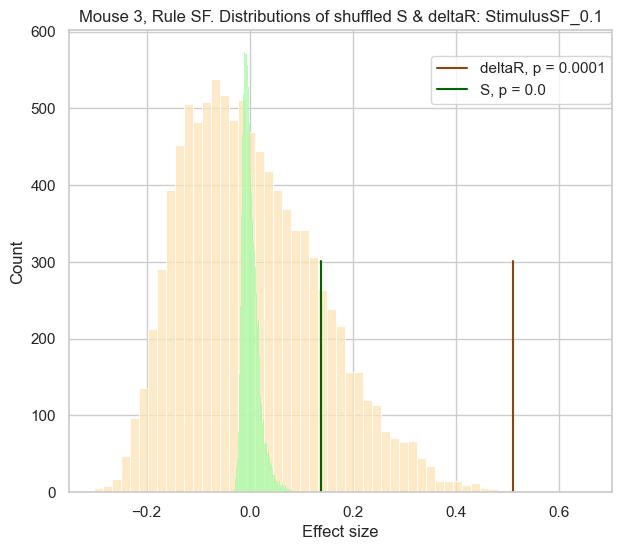 Mouse 3, Rule SF. Distributions of shuffled S & deltaR: StimulusSF_0.1
600
500
400
300
200
100
0
Count
deltaR, p = 0.0001
S, p = 0.0
−0.2
0.0
0.2
0.4
0.6
Effect size